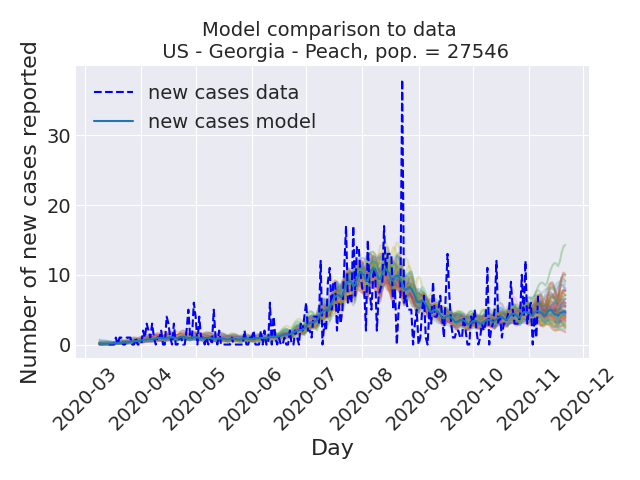 Model comparison to data
US - Georgia - Peach, pop. = 27546
Number of new cases reported
new cases data
new cases model
30
20
10
0
2020-03
2020-04
2020-05
2020-06
2020-07
2020-08
2020-09
2020-10
2020-11
2020-12
Day